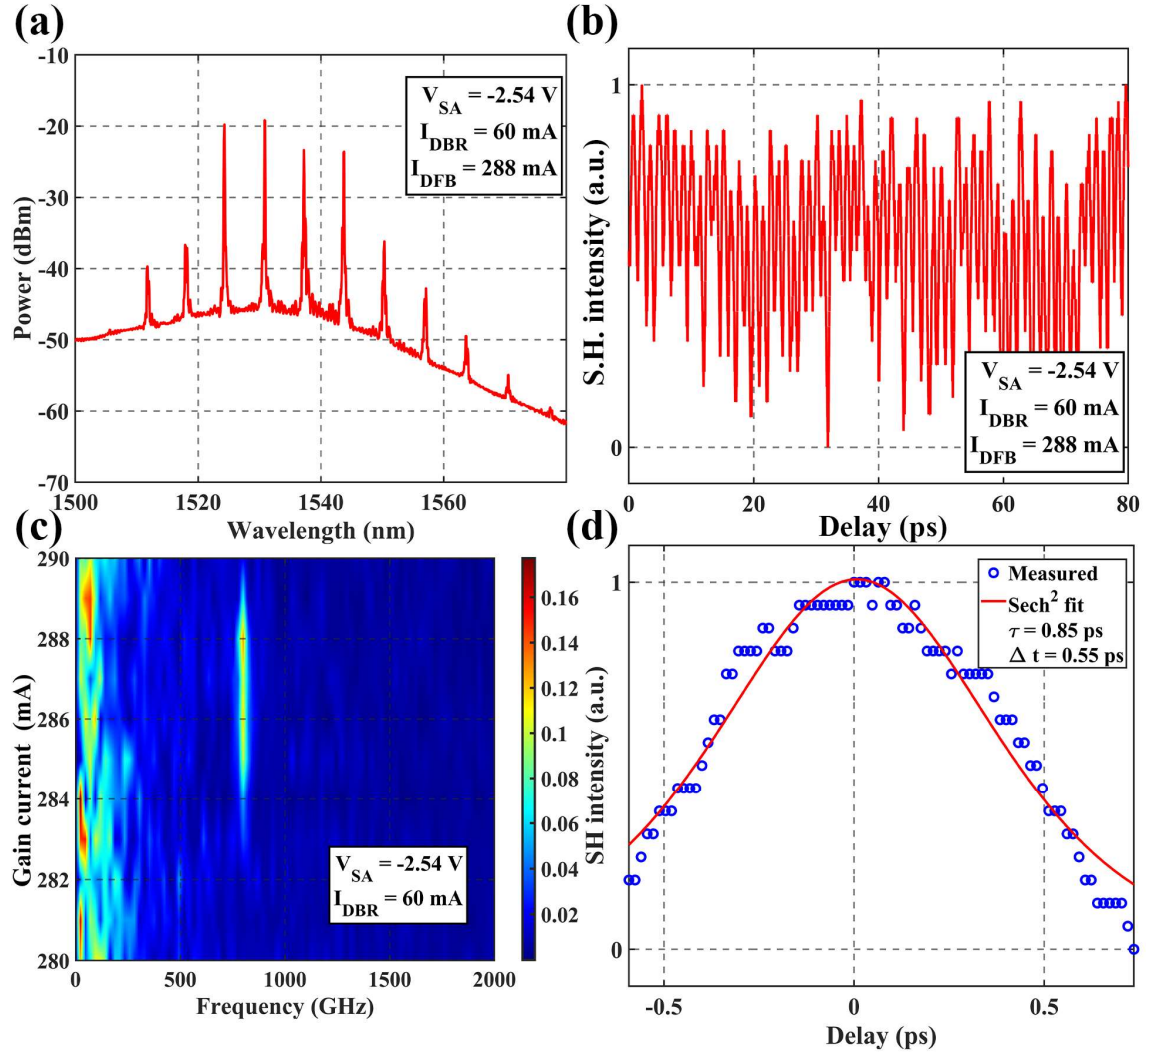 (a)
-10
-20
-30
-40
-50
-60
-70
Power (dBm)
V_SA = -2.54 V
I_DBR = 60 mA
I_DFB = 288 mA
1500 1520 1540 1560
Wavelength (nm)
(b)
1
0
S.H. intensity (a.u.)
V_SA = -2.54 V
I_DBR = 60 mA
I_DFB = 288 mA
0 20 40 60 80
Delay (ps)
(c)
290
288
286
284
282
280
Gain current (mA)
V_SA = -2.54 V
I_DBR = 60 mA
0 500 1000 1500 2000
Frequency (GHz)
0.16
0.14
0.12
0.1
0.08
0.06
0.04
0.02
(d)
1
0
SH intensity (a.u.)
Measured
Sech² fit
τ = 0.85 ps
Δ t = 0.55 ps
-0.5 0 0.5
Delay (ps)